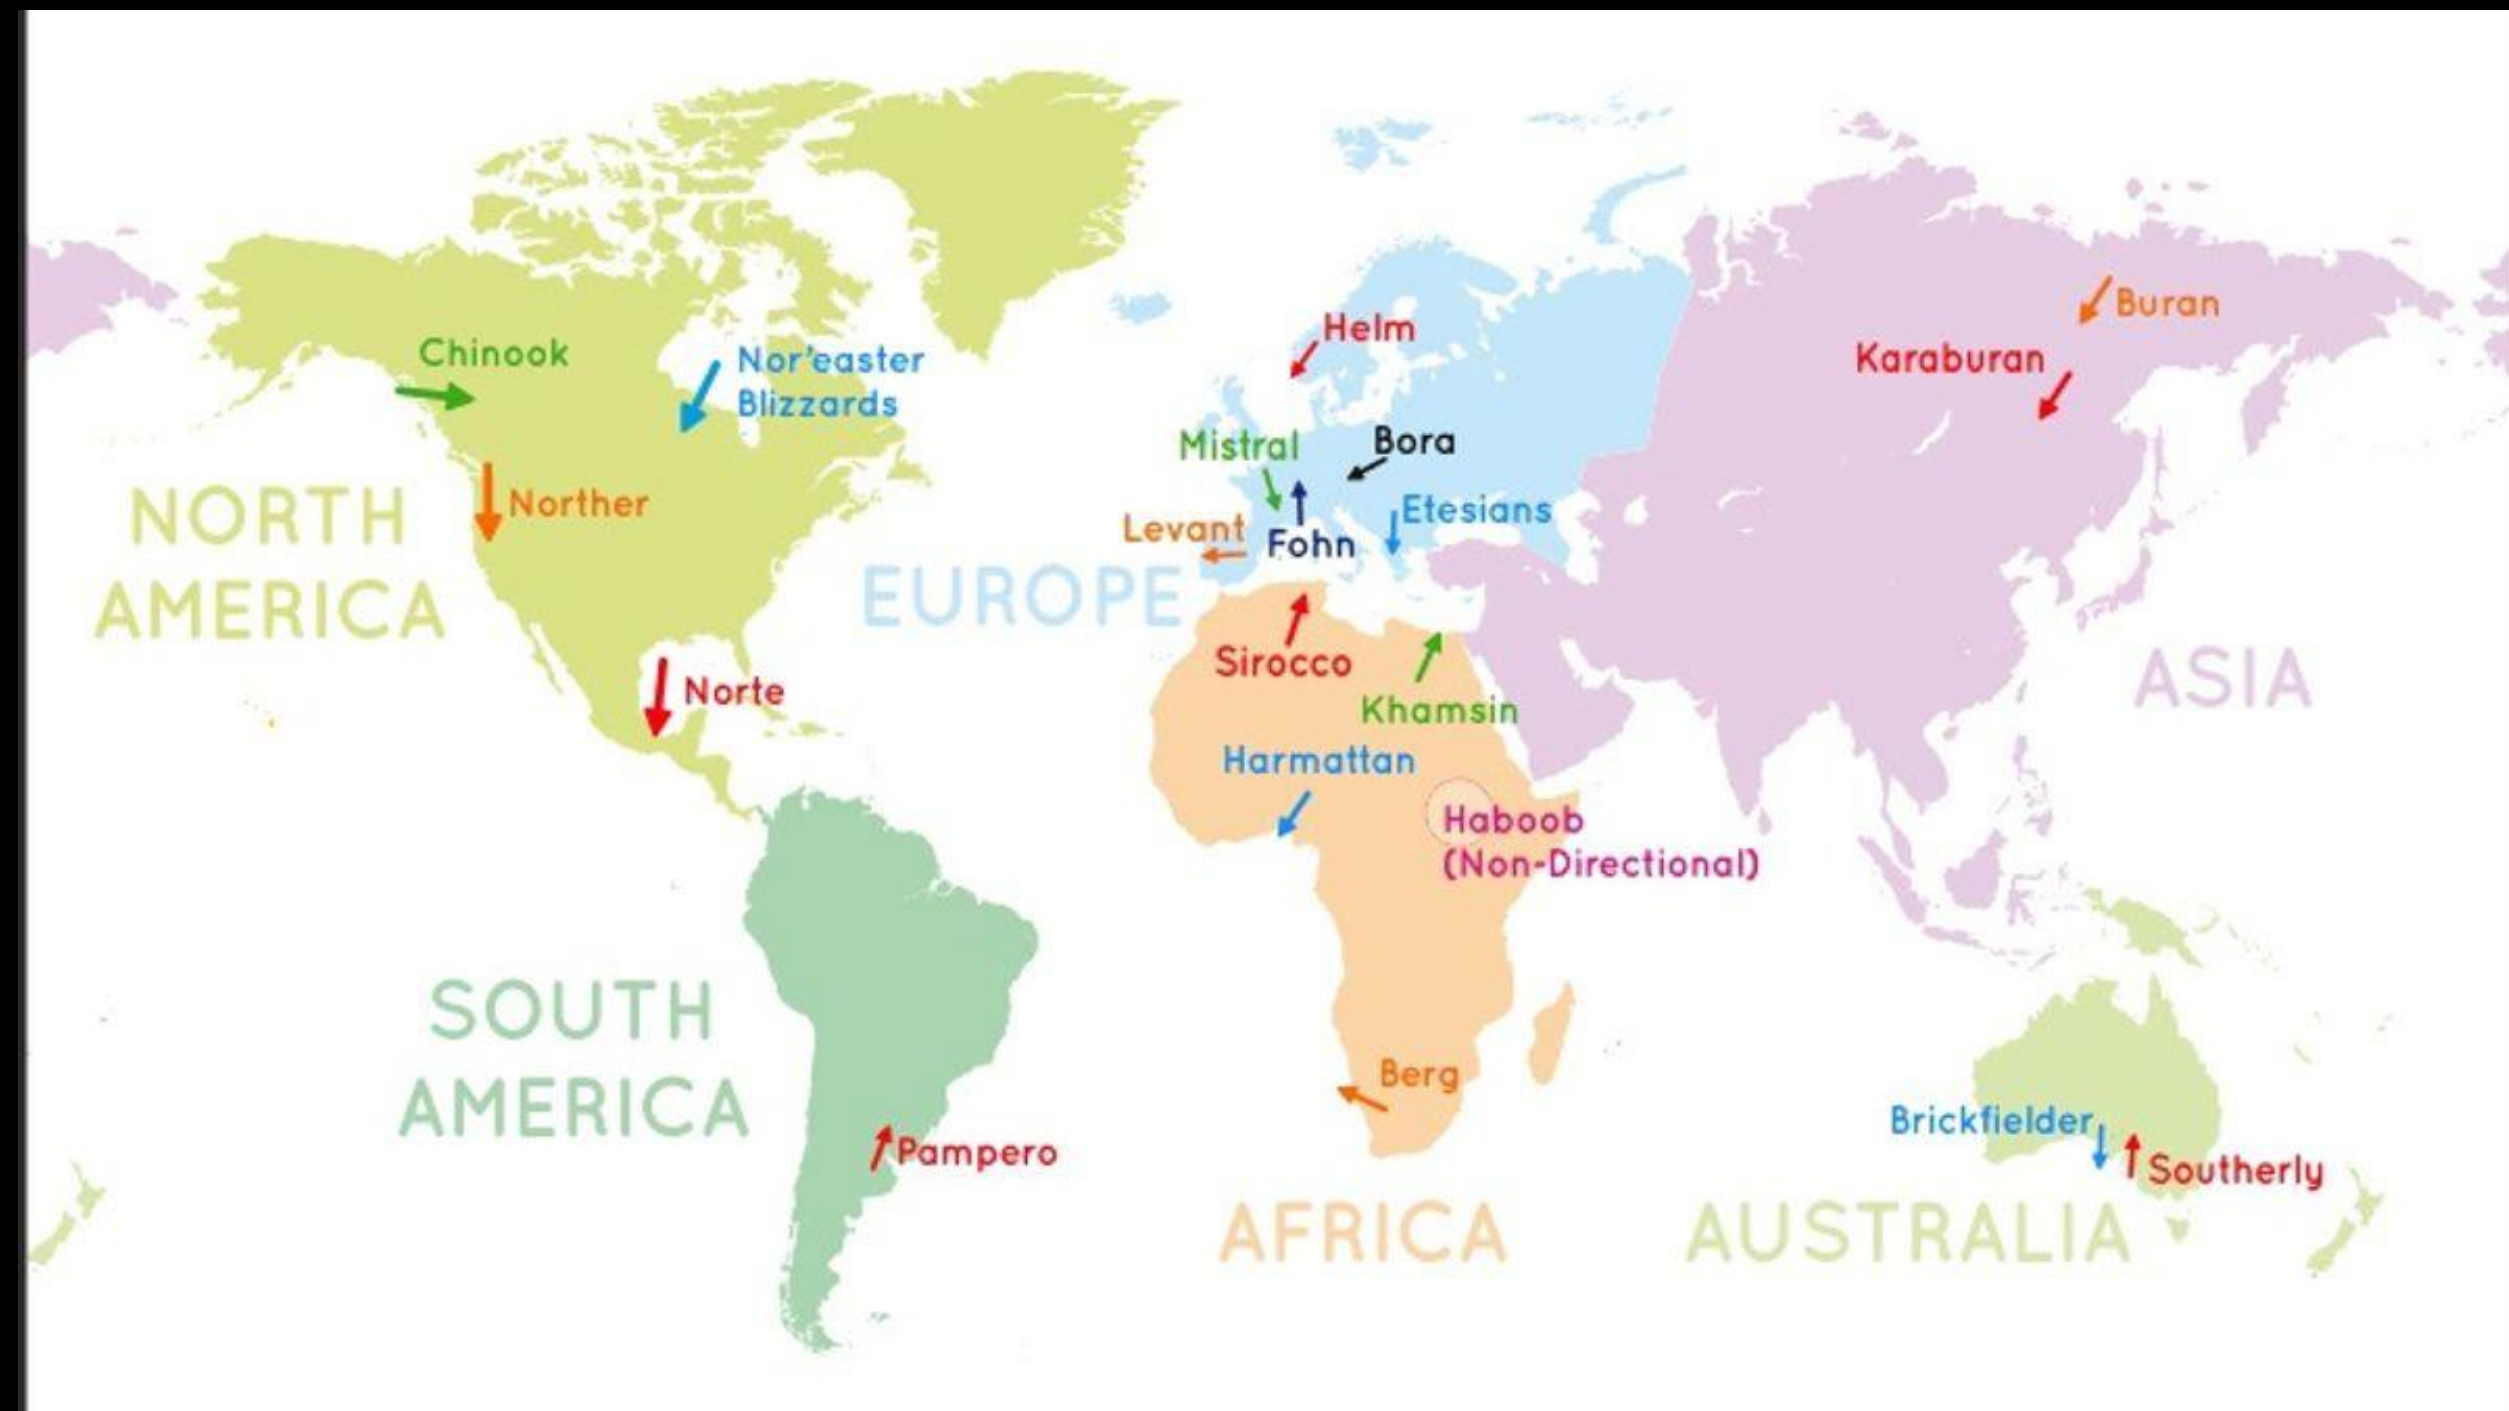 Helm
Buran
Chinook
Nor'easter
Blizzards
Karaburan
Mistral
Bora
NORTH
AMERICA
Norther
Levant
Fohn
Etesians
EUROPE
Sirocco
Norte
Khamsin
ASIA
Harmattan
Haboob
(Non-Directional)
SOUTH
AMERICA
Berg
Pampero
Brickfielder
Southerly
AFRICA
AUSTRALIA